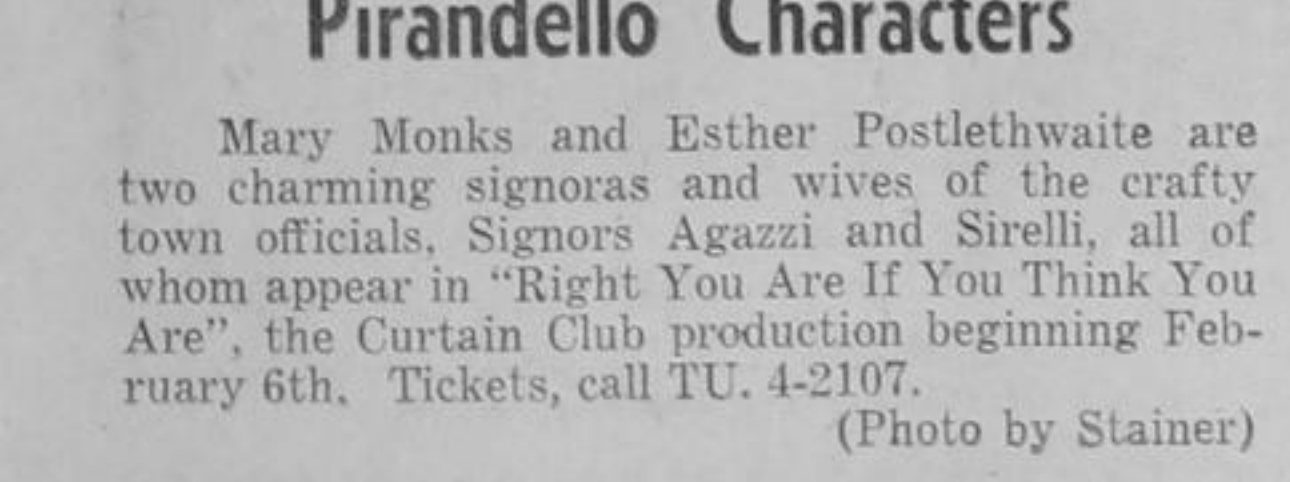 Pirandello Characters
Mary Monks and Esther Postlethwaite are
two charming signoras and wives of the crafty
town officials, Signors Agazzi and Sirelli, all of
whom appear in “Right You Are If You Think You
Are”, the Curtain Club production beginning Feb-
ruary 6th. Tickets, call TU. 4-2107.
(Photo by Stainer)